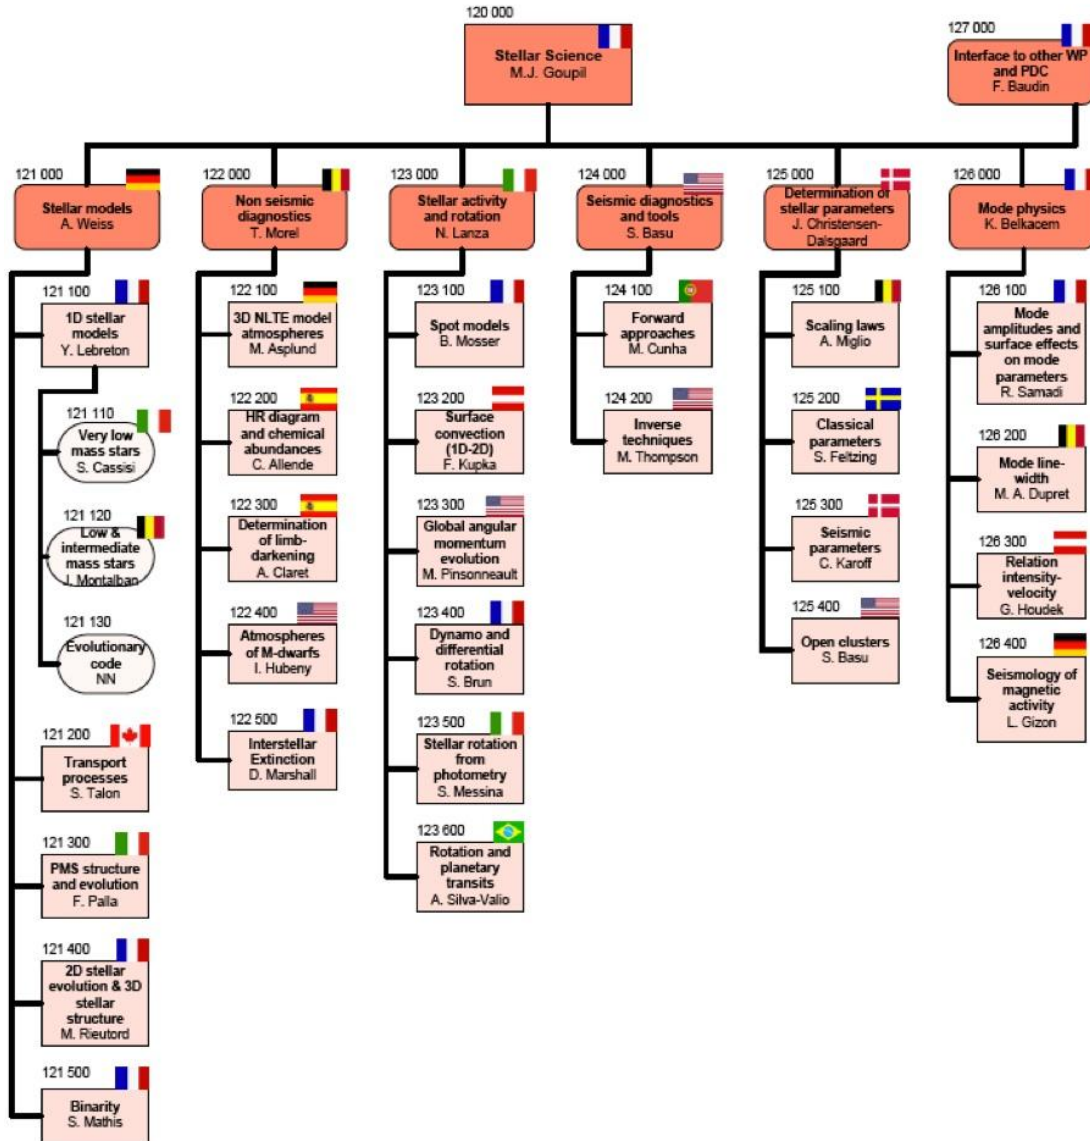 120 000
Stellar Science
M.J. Goupil
127 000
Interface to other WP
and PDC
F. Baudin
121 000
Stellar models
A. Weiss
122 000
Non seismic
diagnostics
T. Morel
123 000
Stellar activity
and rotation
N. Lanza
124 000
Seismic diagnostics
and tools
S. Basu
125 000
Determination of
stellar parameters
J. Christensen-
Dalsgaard
126 000
Mode physics
K. Belkacem
121 100
1D stellar
models
Y. Lebreton
121 110
Very low
mass stars
S. Cassisi
121 120
Low &
intermediate
mass stars
J. Montalban
121 130
Evolutionary
code
NN
121 200
Transport
processes
S. Talon
121 300
PMS structure
and evolution
F. Palla
121 400
2D stellar
evolution & 3D
stellar
structure
M. Rieutord
121 500
Binarity
S. Mathis
122 100
3D NLTE model
atmospheres
M. Asplund
122 200
HR diagram
and chemical
abundances
C. Allende
122 300
Determination
of limb-
darkening
A. Claret
122 400
Atmospheres
of M-dwarfs
I. Hubeny
122 500
Interstellar
Extinction
D. Marshall
123 100
Spot models
B. Mosser
123 200
Surface
convection
(1D-2D)
F. Kupka
123 300
Global angular
momentum
evolution
M. Pinsonneault
123 400
Dynamo and
differential
rotation
S. Brun
123 500
Stellar rotation
from
photometry
S. Messina
123 600
Rotation and
planetary
transits
A. Silva-Valio
124 100
Forward
approaches
M. Cunha
124 200
Inverse
techniques
M. Thompson
125 100
Scaling laws
A. Miglio
125 200
Classical
parameters
S. Feltzing
125 300
Seismic
parameters
C. Karoff
125 400
Open clusters
S. Basu
126 100
Mode
amplitudes and
surface effects
on mode
parameters
R. Samadi
126 200
Mode line-
width
M. A. Dupret
126 300
Relation
intensity-
velocity
G. Houdek
126 400
Seismology of
magnetic
activity
L. Gizon